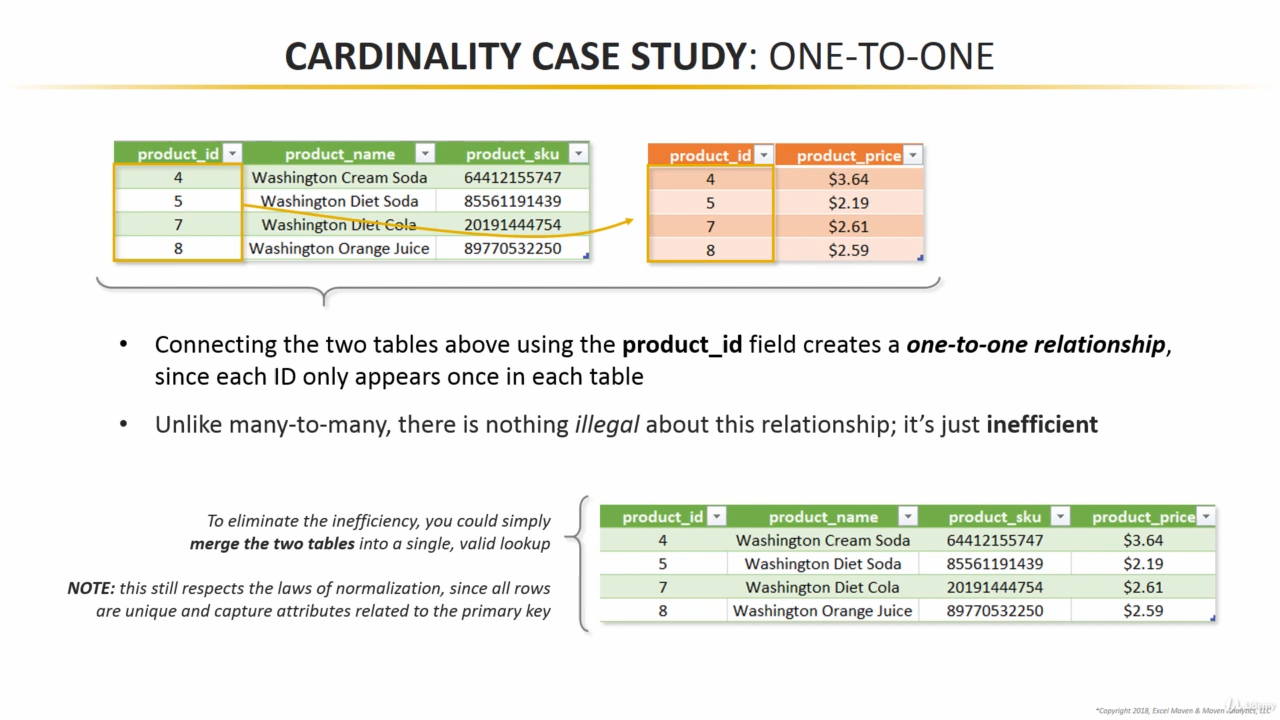 CARDINALITY CASE STUDY: ONE-TO-ONE
product_id product_name product_sku
4 Washington Cream Soda 64412155747
5 Washington Diet Soda 85561191439
7 Washington Diet Cola 20191444754
8 Washington Orange Juice 89770532250
product_id product_price
4 $3.64
5 $2.19
7 $2.61
8 $2.59
• Connecting the two tables above using the product_id field creates a one-to-one relationship,
since each ID only appears once in each table
• Unlike many-to-many, there is nothing illegal about this relationship; it’s just inefficient
To eliminate the inefficiency, you could simply
merge the two tables into a single, valid lookup
NOTE: this still respects the laws of normalization, since all rows
are unique and capture attributes related to the primary key
product_id product_name product_sku product_price
4 Washington Cream Soda 64412155747 $3.64
5 Washington Diet Soda 85561191439 $2.19
7 Washington Diet Cola 20191444754 $2.61
8 Washington Orange Juice 89770532250 $2.59
*Copyright 2018, Excel Maven & Maven Analytics, LLC
Udemy